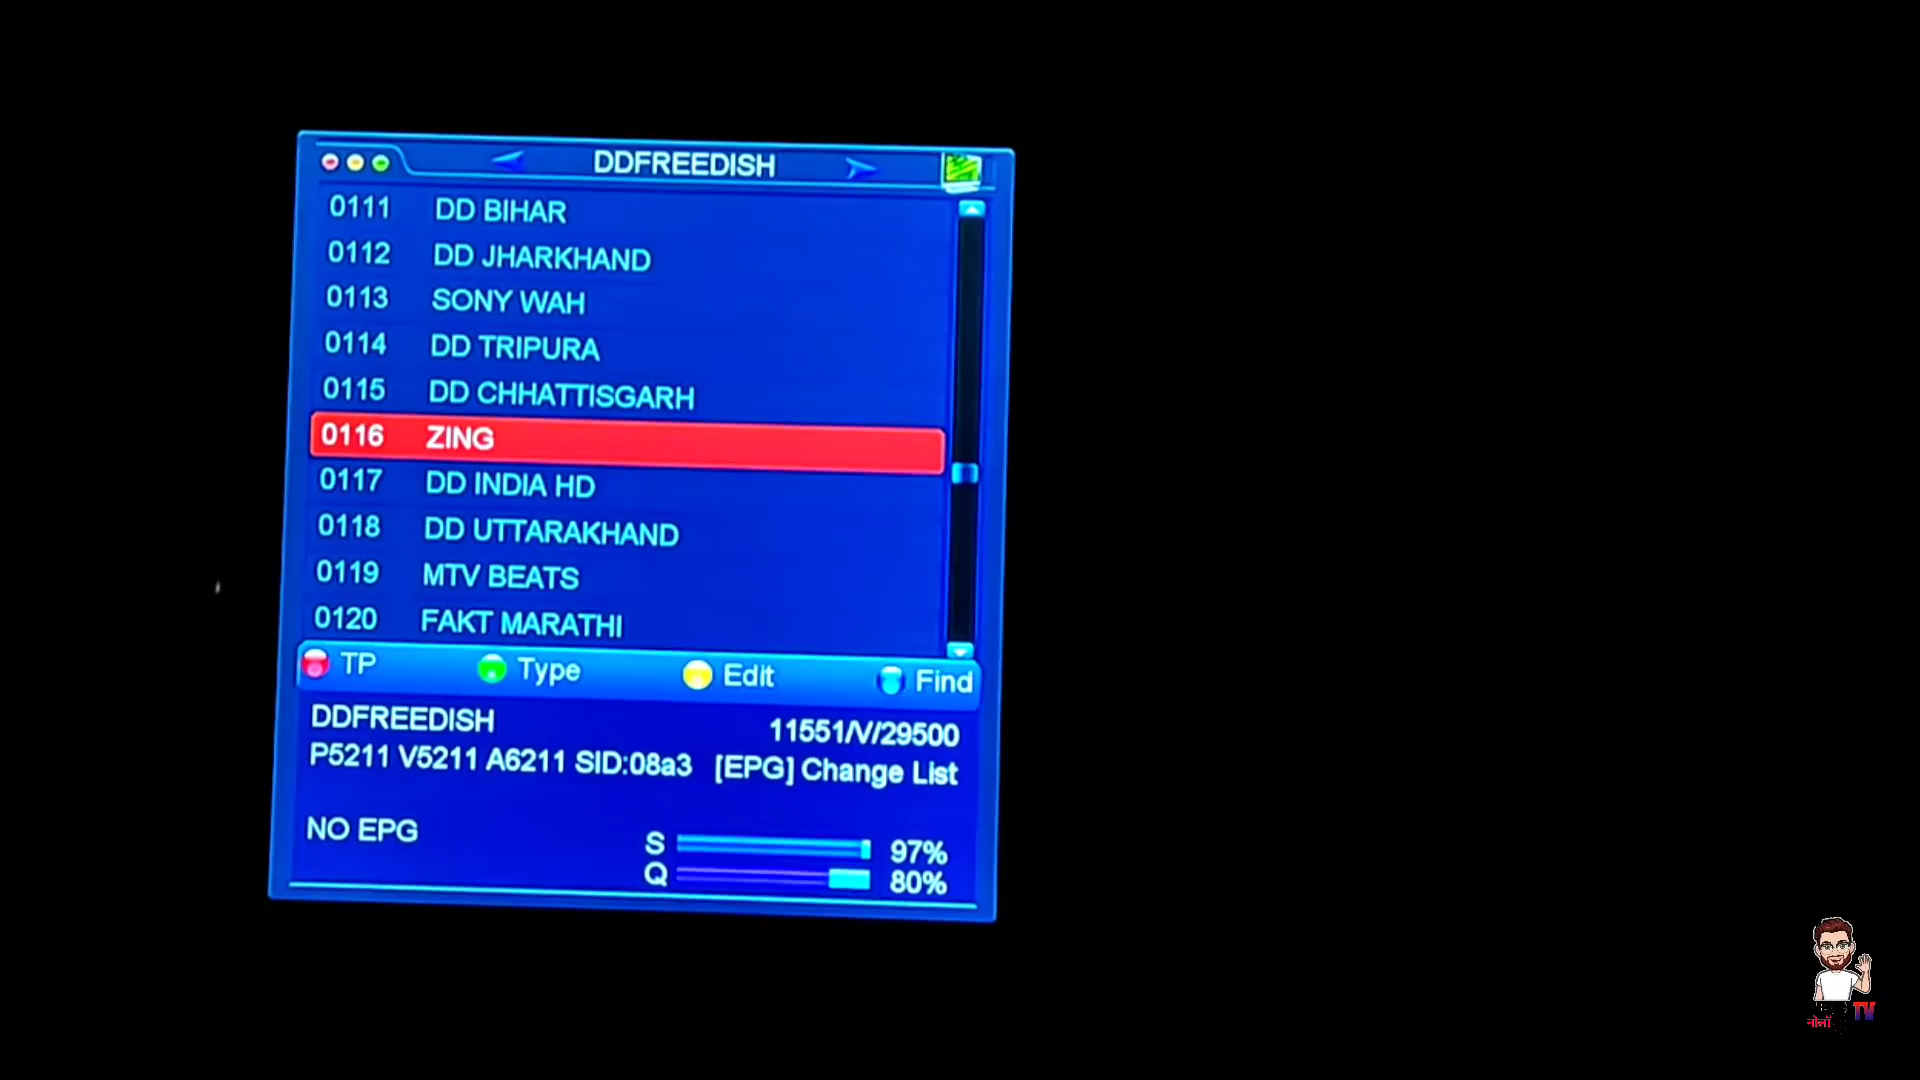 DDFREEDISH
0111 DD BIHAR
0112 DD JHARKHAND
0113 SONY WAH
0114 DD TRIPURA
0115 DD CHHATTISGARH
0116 ZING
0117 DD INDIA HD
0118 DD UTTARAKHAND
0119 MTV BEATS
0120 FAKT MARATHI
TP Type Edit Find
DDFREEDISH 11551/V/29500
P5211 V5211 A6211 SID:08a3 [EPG] Change List
NO EPG
S 97%
Q 80%
TV